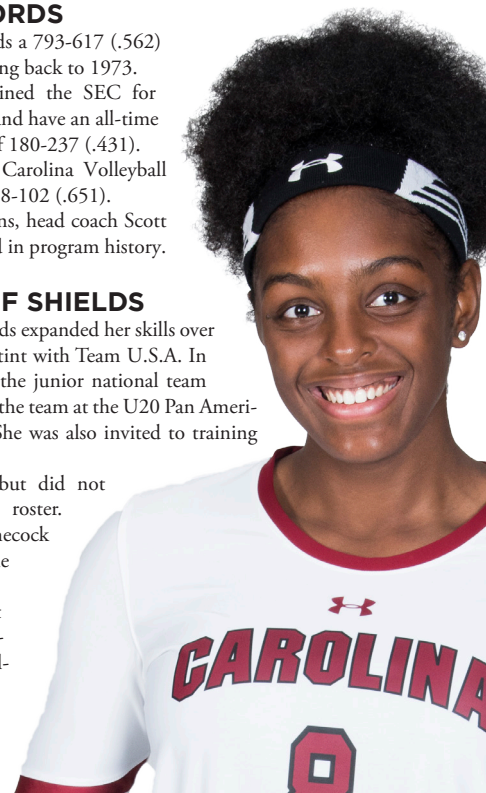 ORDS
ds a 793-617 (.562)
ng back to 1973.
ined the SEC for
nd have an all-time
f 180-237 (.431).
Carolina Volleyball
8-102 (.651).
ns, head coach Scott
d in program history.
F SHIELDS
ds expanded her skills over
tint with Team U.S.A. In
the junior national team
the team at the U20 Pan Ameri-
She was also invited to training
but did not
roster.
mecock
e
-
l-
CAROLINA
8